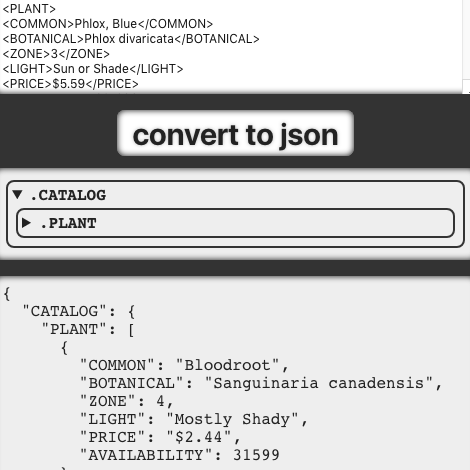 <PLANT>
<COMMON>Phlox, Blue</COMMON>
<BOTANICAL>Phlox divaricata</BOTANICAL>
<ZONE>3</ZONE>
<LIGHT>Sun or Shade</LIGHT>
<PRICE>$5.59</PRICE>
convert to json
▼ .CATALOG
▶ .PLANT
{
"CATALOG": {
"PLANT": [
{
"COMMON": "Bloodroot",
"BOTANICAL": "Sanguinaria canadensis",
"ZONE": 4,
"LIGHT": "Mostly Shady",
"PRICE": "$2.44",
"AVAILABILITY": 31599